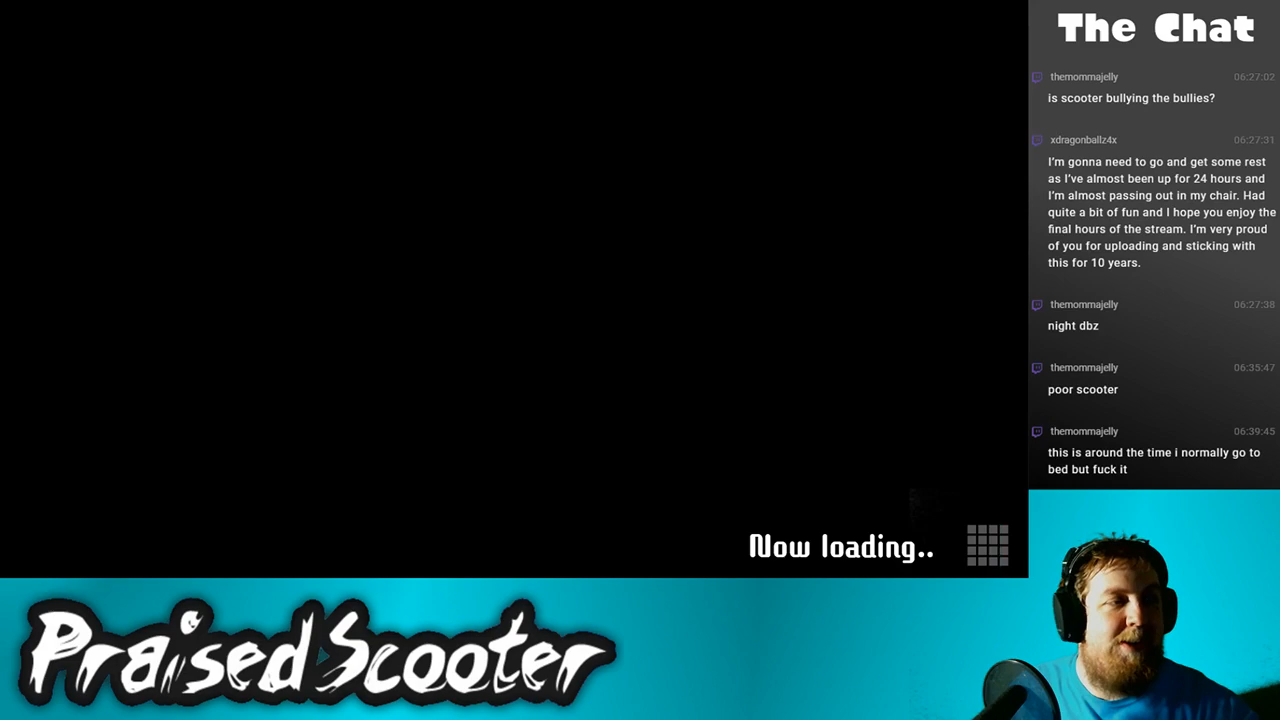 The Chat
themommajelly 06:27:02
is scooter bullying the bullies?
xdragonballz4x 06:27:31
I'm gonna need to go and get some rest
as I've almost been up for 24 hours and
I'm almost passing out in my chair. Had
quite a bit of fun and I hope you enjoy the
final hours of the stream. I'm very proud
of you for uploading and sticking with
this for 10 years.
themommajelly 06:27:38
night dbz
themommajelly 06:35:47
poor scooter
themommajelly 06:39:45
this is around the time i normally go to
bed but fuck it
Now loading..
PraisedScooter